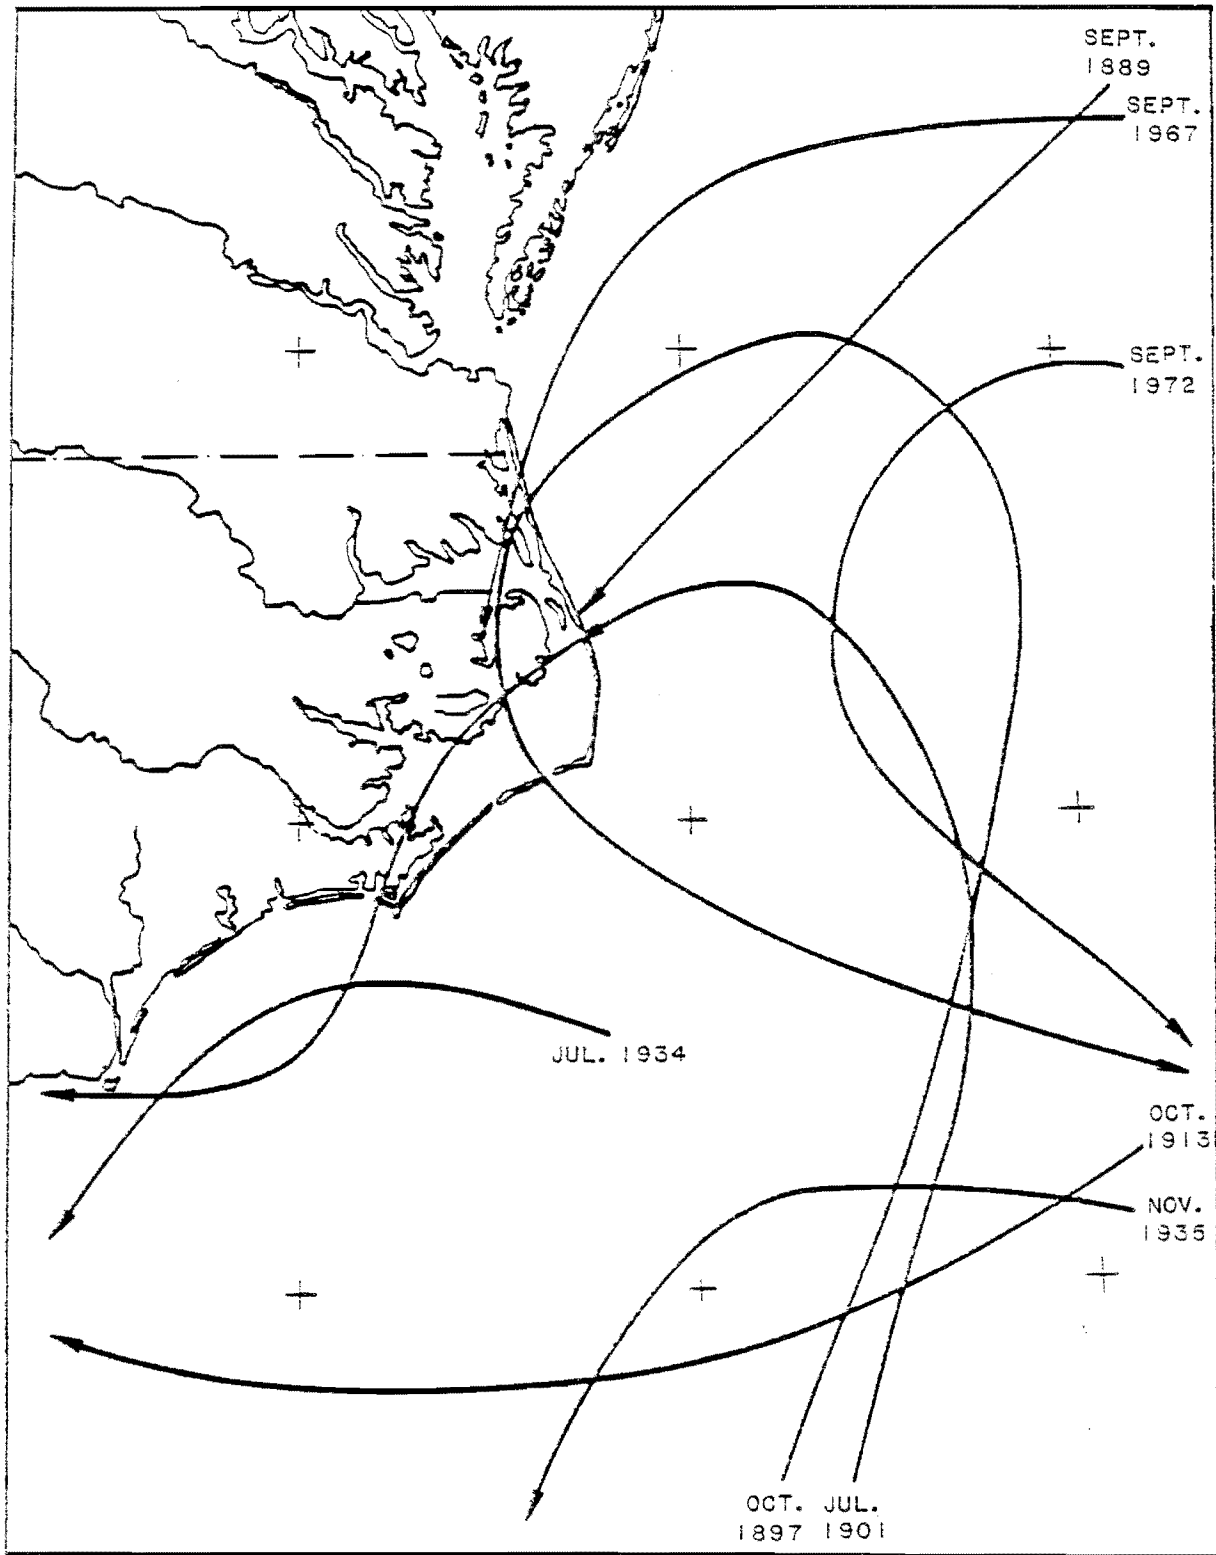 SEPT.
1889
SEPT.
1967
SEPT.
1972
JUL. 1934
OCT.
1913
NOV.
1935
OCT. JUL.
1897 1901